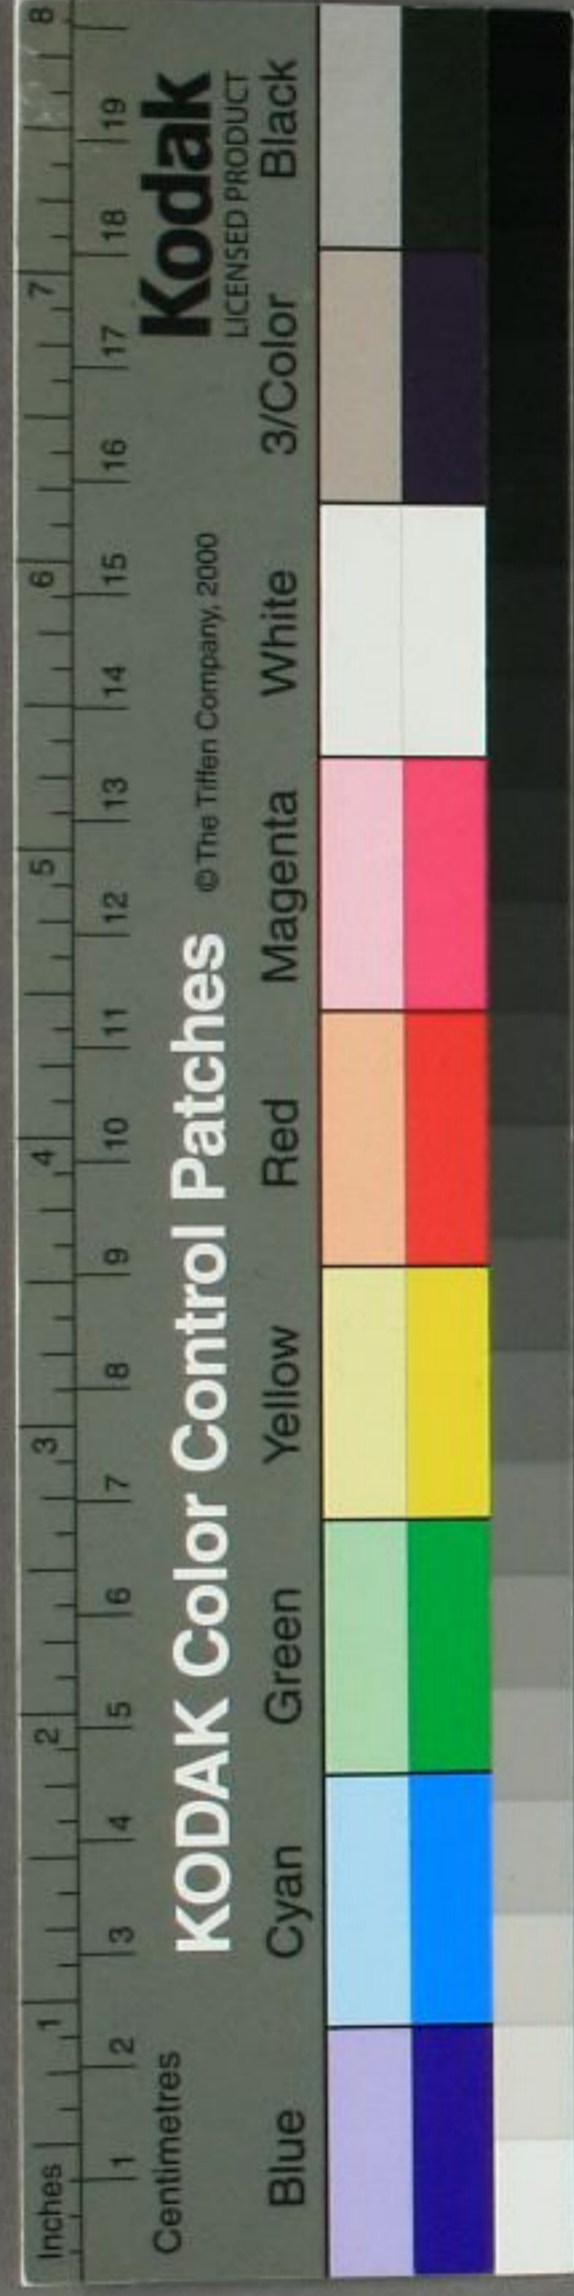 Inches 1 2 3 4 5 6 7 8
1 2 3 4 5 6 7 8 9 10 11 12 13 14 15 16 17 18 19
Centimetres
KODAK Color Control Patches
© The Tiffen Company, 2000
Kodak
LICENSED PRODUCT
Blue Cyan Green Yellow Red Magenta White 3/Color Black